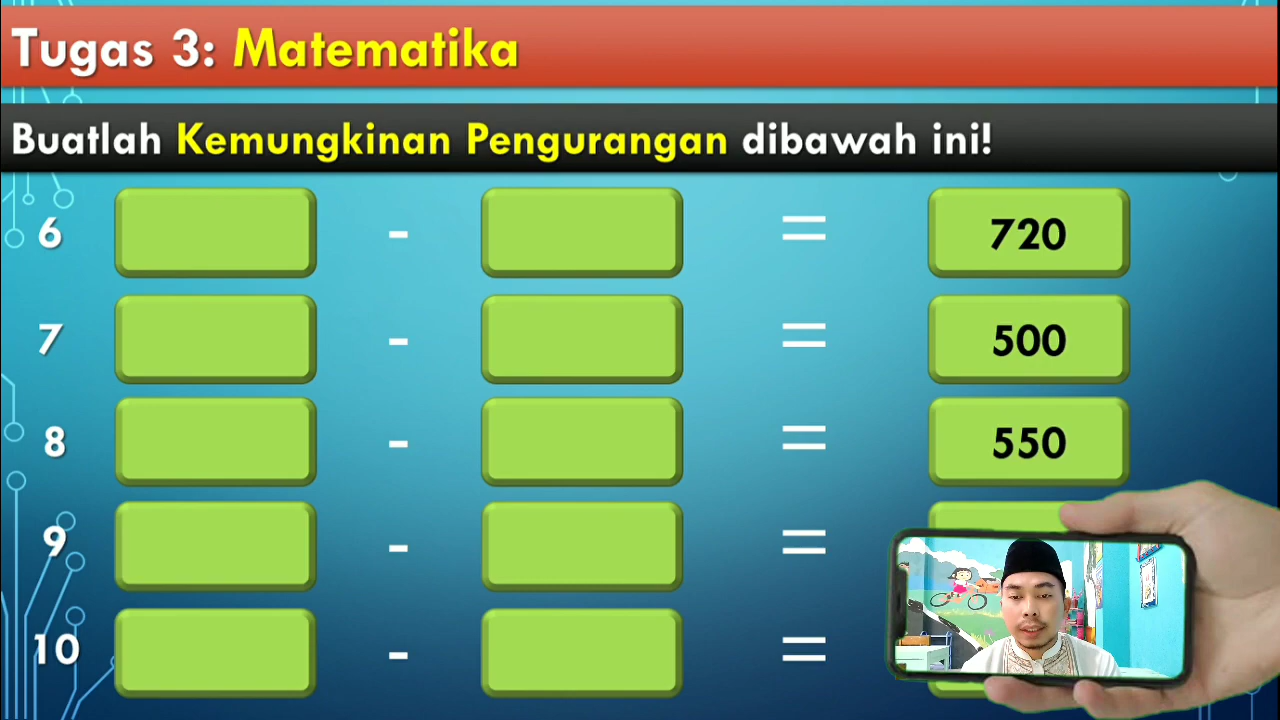 Tugas 3: Matematika
Buatlah Kemungkinan Pengurangan dibawah ini!
6 - = 720
7 - = 500
8 - = 550
9 - =
10 - =